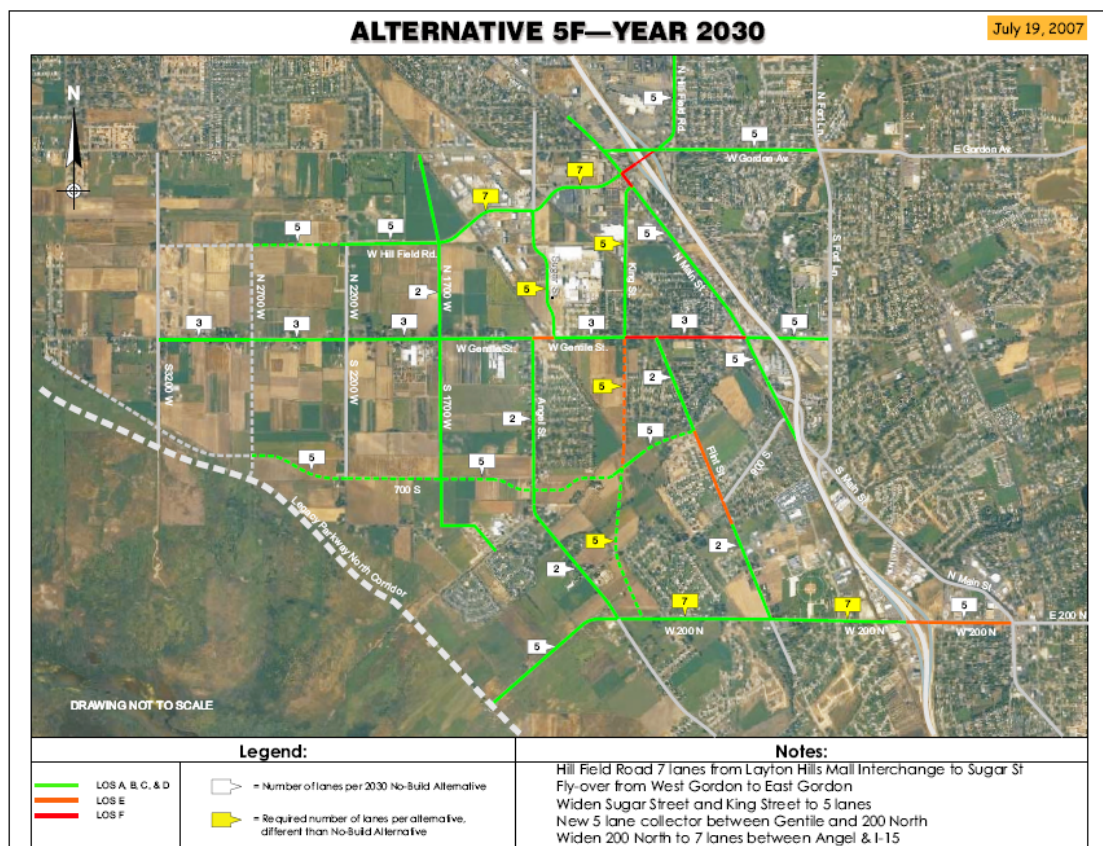 ALTERNATIVE 5F—YEAR 2030
July 19, 2007
N
N Hill Field Rd.
5
N Fort Ln
5
W Gordon Av.
E Gordon Av.
7
7
5
5
5
5
W Hill Field Rd.
N 2700 W
N 2200 W
2
N 1700 W
5
Sugar St
King St.
N Main St.
S Fort Ln
3
3
3
3
3
5
W Gentile St.
W Gentile St.
S 3200 W
S 2200 W
S 1700 W
2
Angel St.
5
2
5
5
5
5
700 S
Flint St.
900 S
S Main St.
Legacy Parkway North Corridor
5
2
2
N Main St
7
7
5
W 200 N
W 200 N
W 200 N
E 200 N
5
DRAWING NOT TO SCALE
Legend:
LOS A, B, C, & D
LOS E
LOS F
= Number of lanes per 2030 No-Build Alternative
= Required number of lanes per alternative,
different than No-Build Alternative
Notes:
Hill Field Road 7 lanes from Layton Hills Mall Interchange to Sugar St
Fly-over from West Gordon to East Gordon
Widen Sugar Street and King Street to 5 lanes
New 5 lane collector between Gentile and 200 North
Widen 200 North to 7 lanes between Angel & I-15